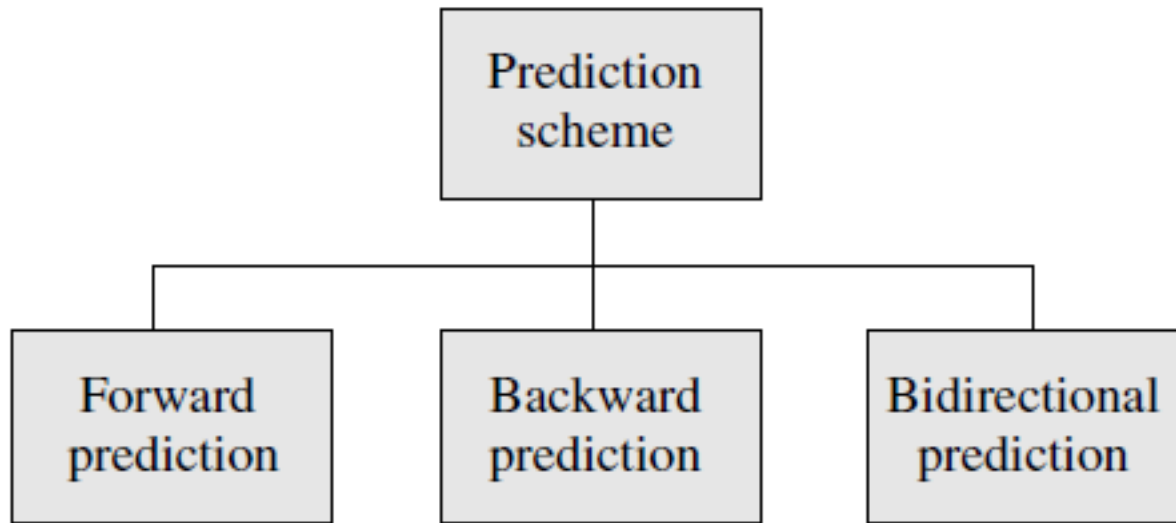 Prediction
scheme
Forward
prediction
Backward
prediction
Bidirectional
prediction